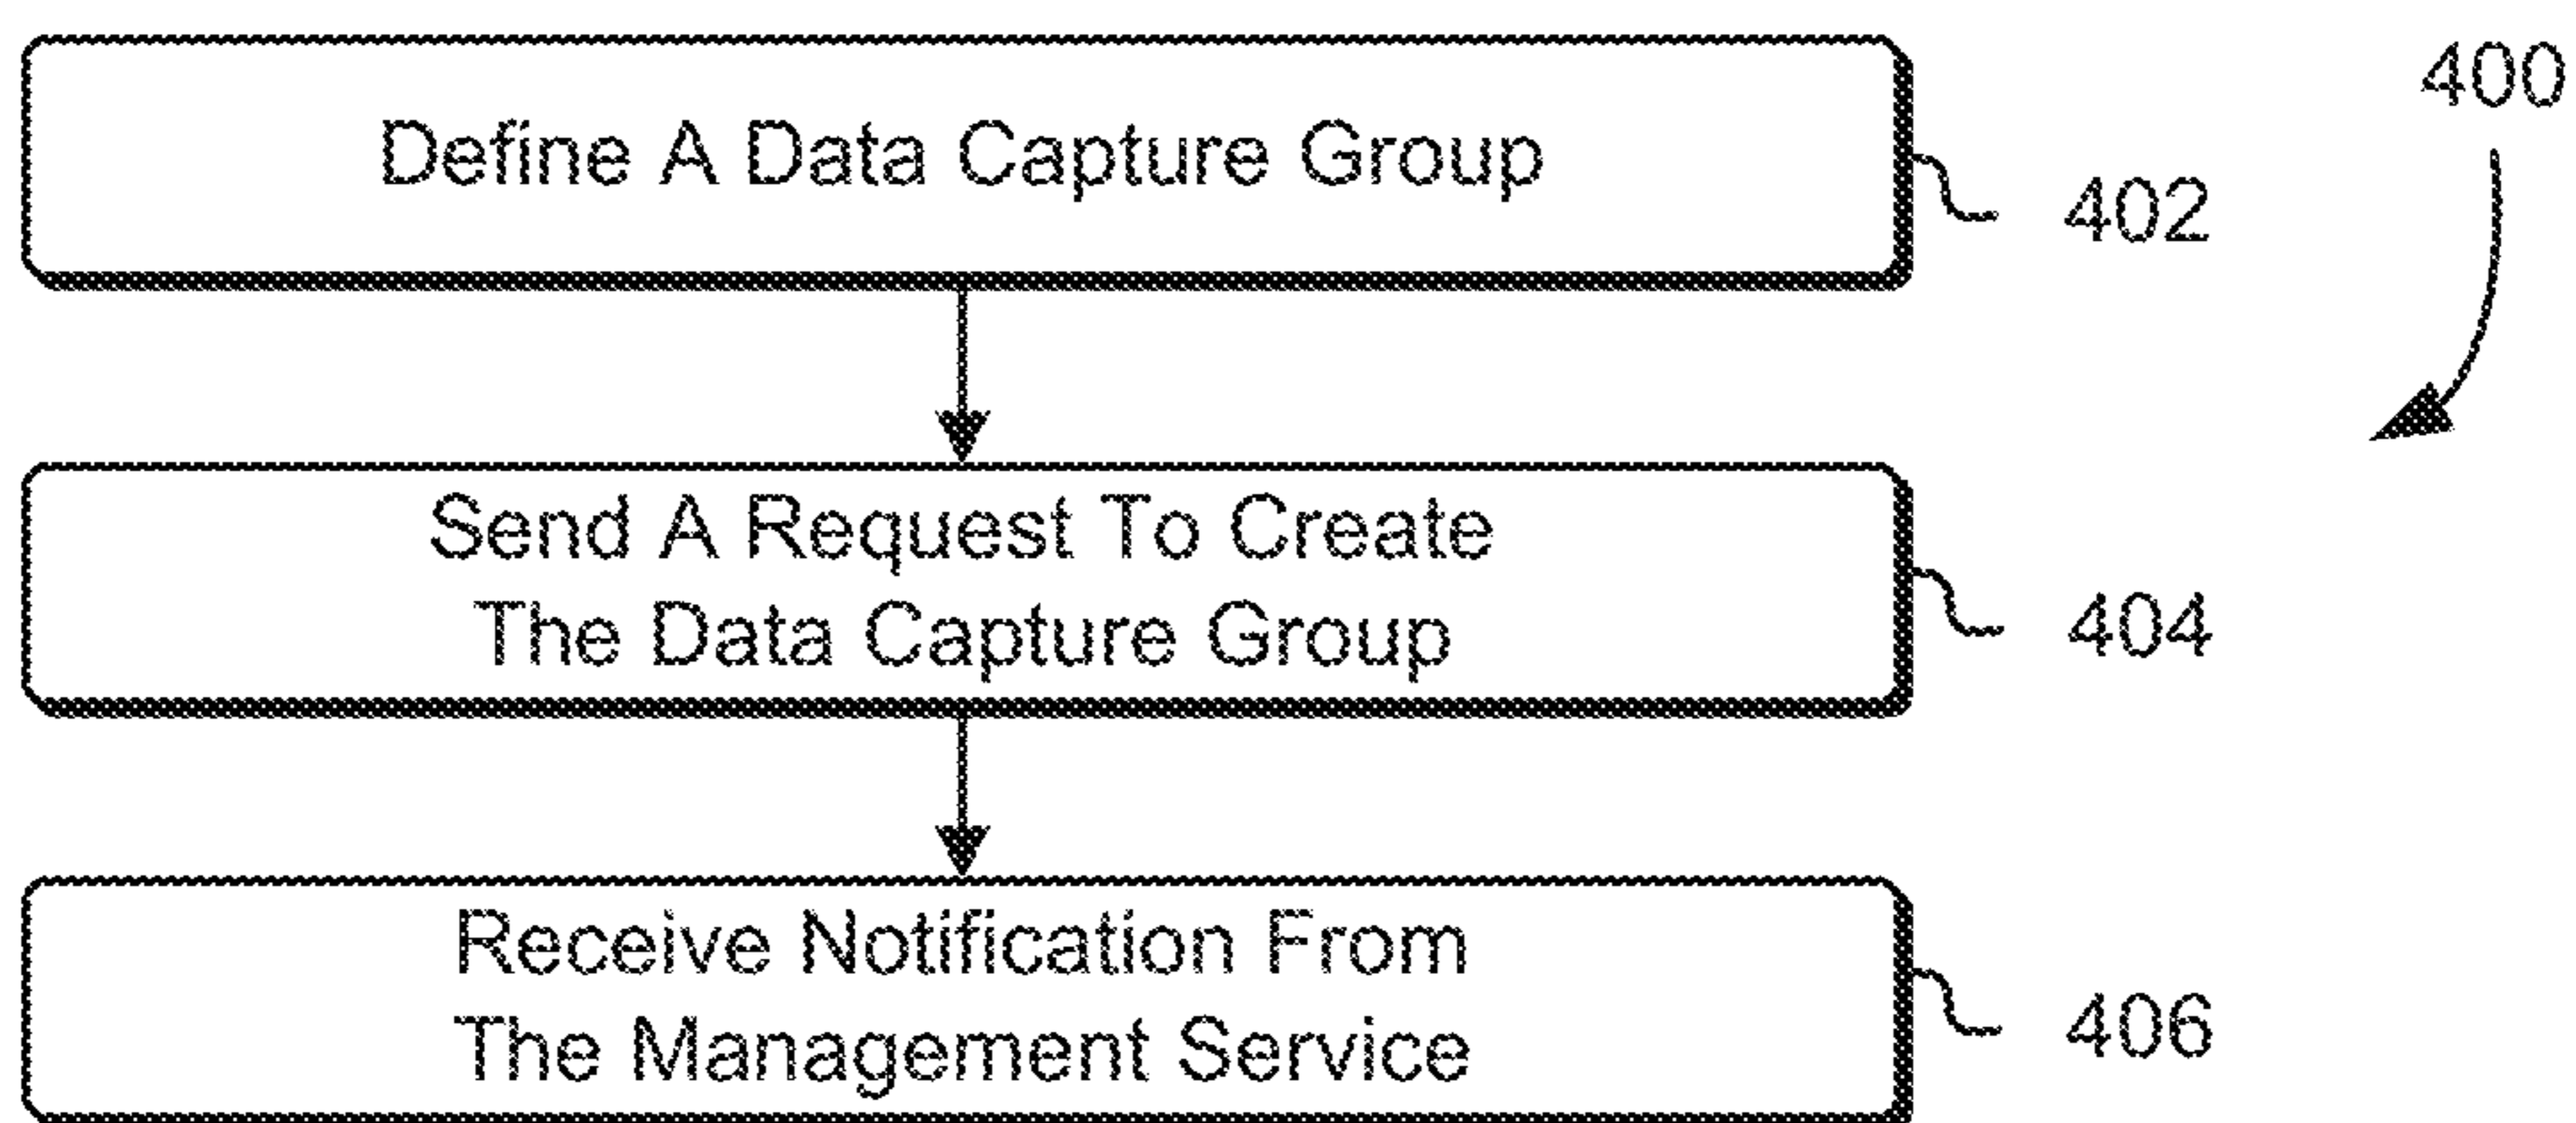 400
Define A Data Capture Group
402
Send A Request To Create
The Data Capture Group
404
Receive Notification From
The Management Service
406